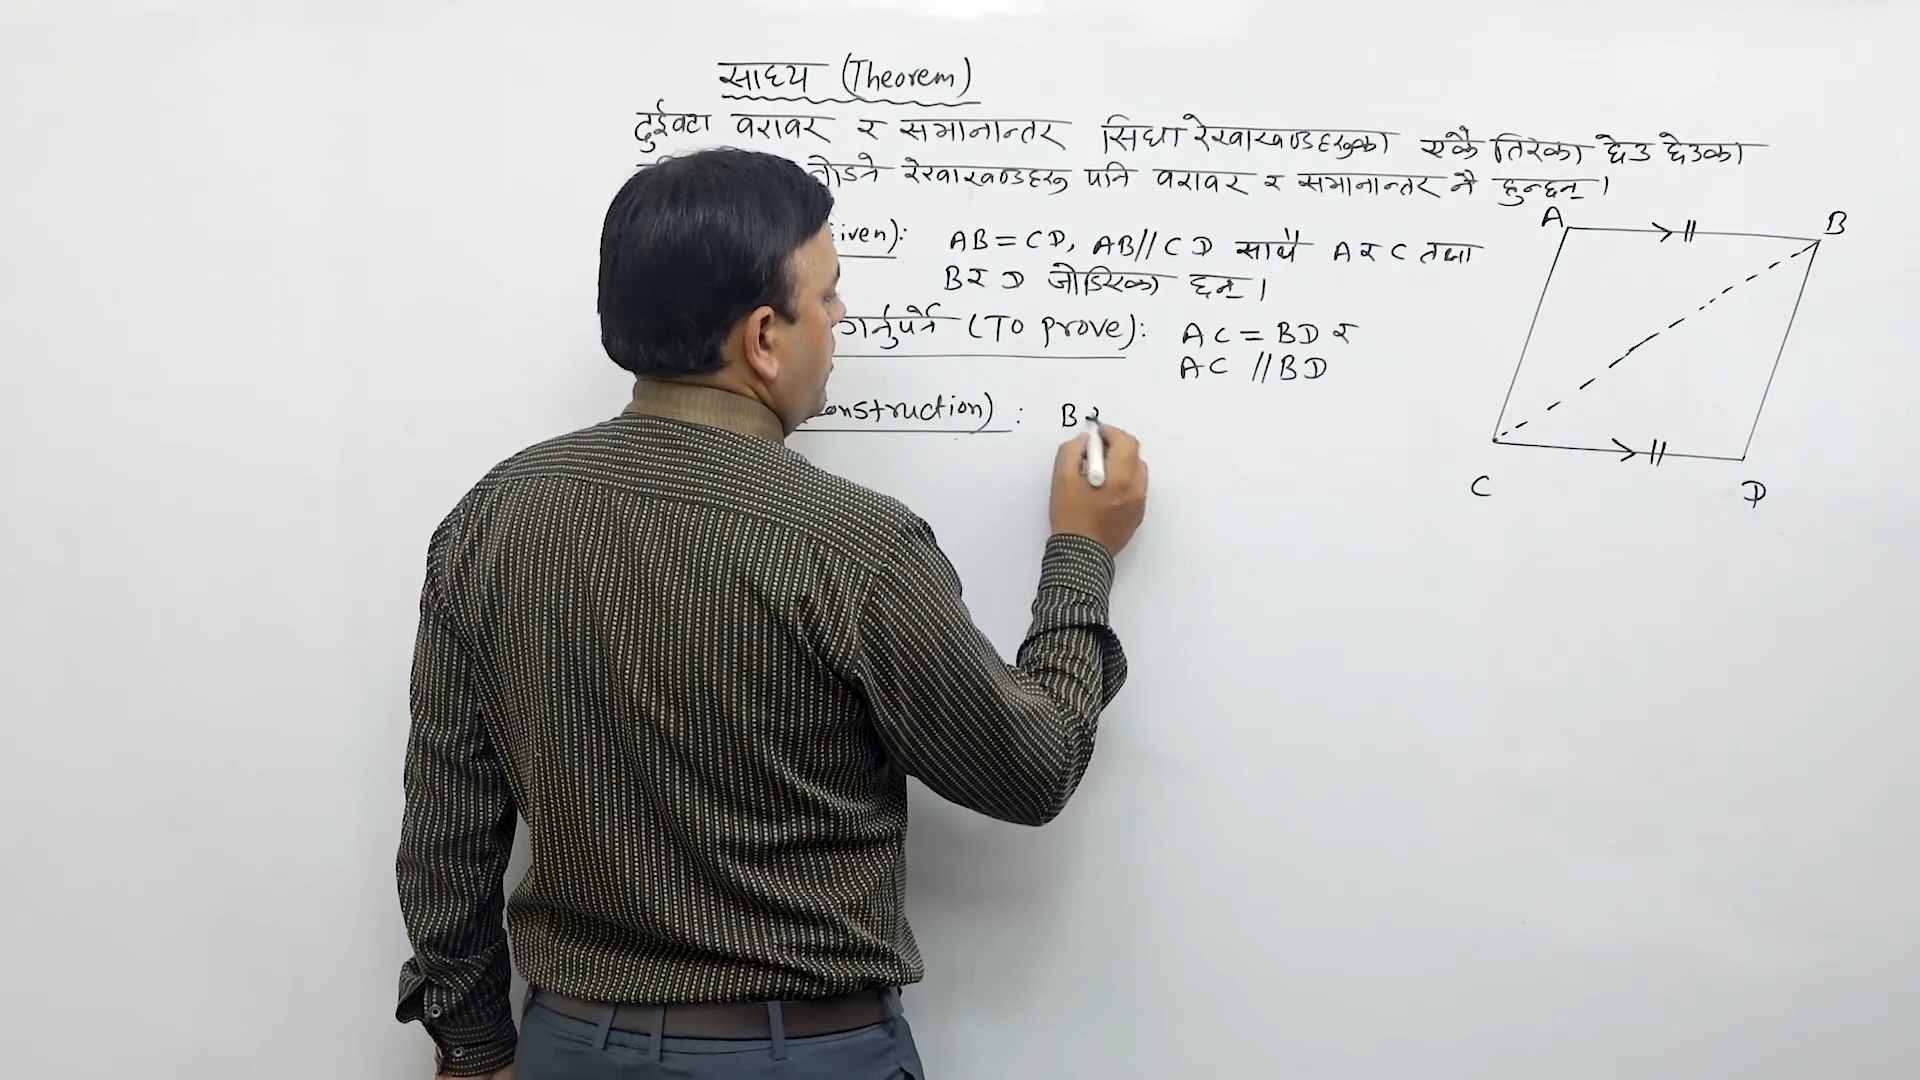 साध्य (Theorem)
दुईवटा बराबर र समानान्तर सिधा रेखाखण्डहरुका एकै तिरका छेउ छेउका
जोडने रेखाखण्डहरु पनि बराबर र समानान्तर नै हुन्छन् ।
iven): AB = CD, AB // CD साथै A र C तथा
B र D जोडिएका छन् ।
गर्नुपर्ने (To prove): AC = BD र
AC // BD
onstruction) : B
A
B
C
D